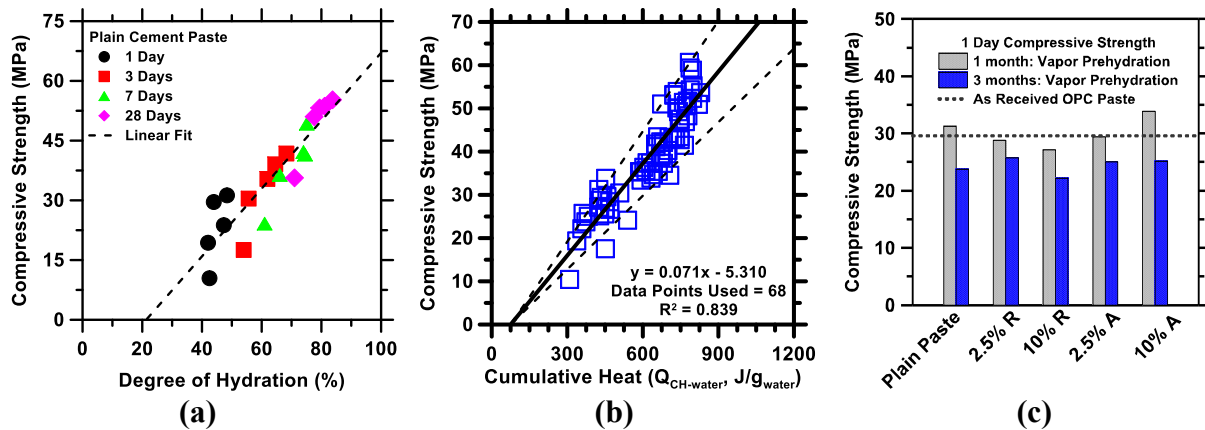 75
60
45
30
15
0
Compressive Strength (MPa)
Plain Cement Paste
1 Day
3 Days
7 Days
28 Days
Linear Fit
0 20 40 60 80 100
Degree of Hydration (%)
(a)
70
60
50
40
30
20
10
0
Compressive Strength (MPa)
y = 0.071x - 5.310
Data Points Used = 68
R² = 0.839
0 300 600 900 1200
Cumulative Heat (Q_CH-water, J/g_water)
(b)
50
40
30
20
10
0
Compressive Strength (MPa)
1 Day Compressive Strength
1 month: Vapor Prehydration
3 months: Vapor Prehydration
As Received OPC Paste
Plain Paste 2.5% R 10% R 2.5% A 10% A
(c)